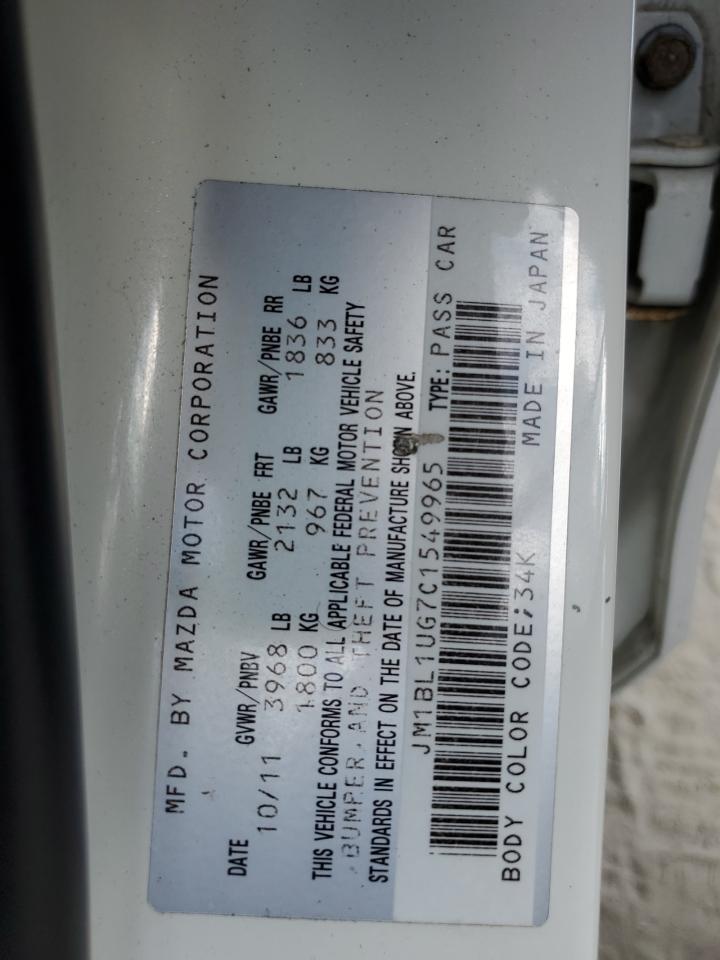 MFD. BY MAZDA MOTOR CORPORATION
DATE GVWR/PNBV GAWR/PNBE FRT GAWR/PNBE RR
10/11 3968 LB 2132 LB 1836 LB
1800 KG 967 KG 833 KG
THIS VEHICLE CONFORMS TO ALL APPLICABLE FEDERAL MOTOR VEHICLE SAFETY
,BUMPER, AND THEFT PREVENTION
STANDARDS IN EFFECT ON THE DATE OF MANUFACTURE SHOWN ABOVE.
JM1BL1UG7C1549965 TYPE: PASS CAR
BODY COLOR CODE;34K MADE IN JAPAN